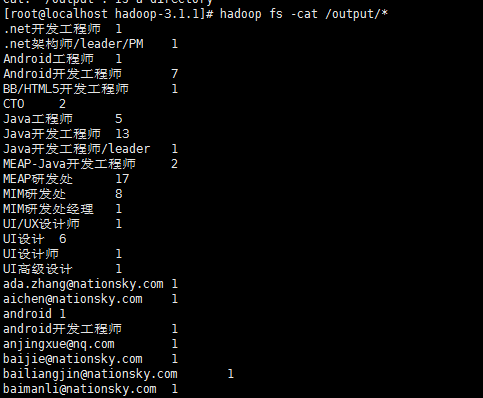 cat: `/output': Is a directory
[root@localhost hadoop-3.1.1]# hadoop fs -cat /output/*
.net开发工程师 1
.net架构师/leader/PM 1
Android工程师 1
Android开发工程师 7
BB/HTML5开发工程师 1
CTO 2
Java工程师 5
Java开发工程师 13
Java开发工程师/leader 1
MEAP-Java开发工程师 2
MEAP研发处 17
MIM研发处 8
MIM研发处经理 1
UI/UX设计师 1
UI设计 6
UI设计师 1
UI高级设计 1
ada.zhang@nationsky.com 1
aichen@nationsky.com 1
android 1
android开发工程师 1
anjingxue@nq.com 1
baijie@nationsky.com 1
bailiangjin@nationsky.com 1
baimanli@nationsky.com 1